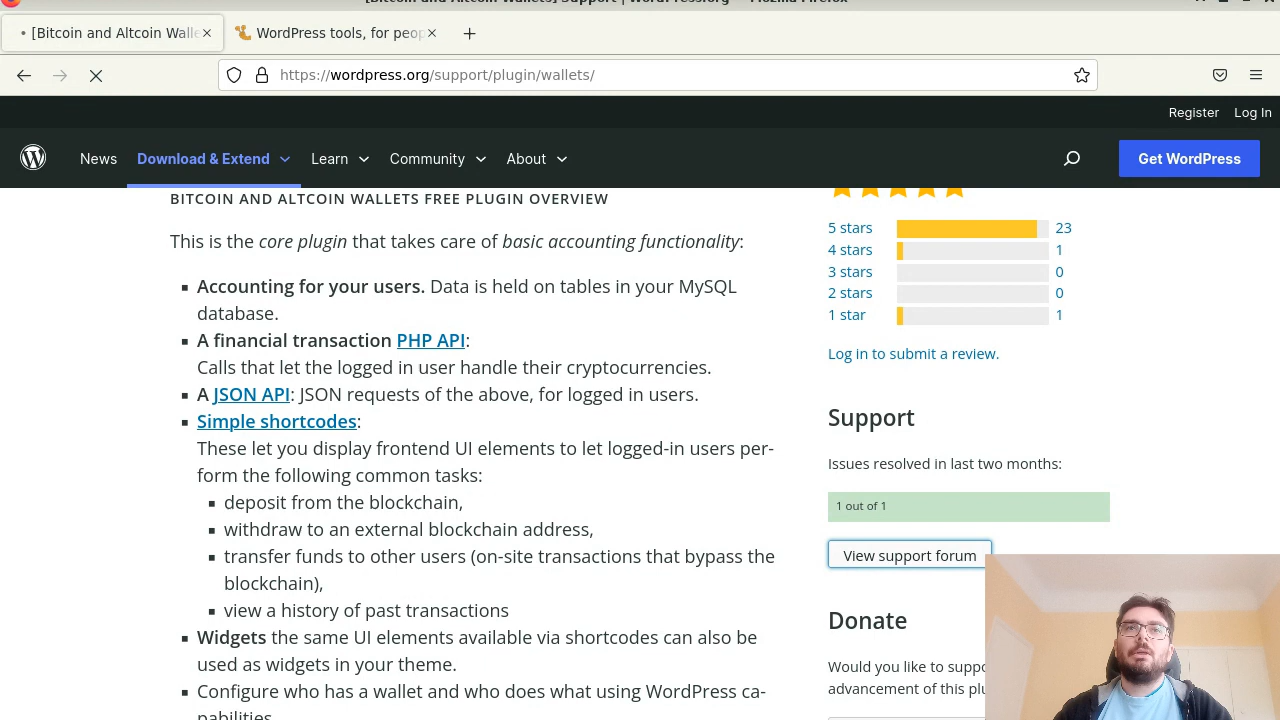 [Bitcoin and Altcoin Wallets] Support | WordPress.org — Mozilla Firefox
[Bitcoin and Altcoin Walle
WordPress tools, for peop
https://wordpress.org/support/plugin/wallets/
Register Log In
News Download & Extend Learn Community About Get WordPress
BITCOIN AND ALTCOIN WALLETS FREE PLUGIN OVERVIEW
This is the core plugin that takes care of basic accounting functionality:
Accounting for your users. Data is held on tables in your MySQL
database.
A financial transaction PHP API:
Calls that let the logged in user handle their cryptocurrencies.
A JSON API: JSON requests of the above, for logged in users.
Simple shortcodes:
These let you display frontend UI elements to let logged-in users per-
form the following common tasks:
deposit from the blockchain,
withdraw to an external blockchain address,
transfer funds to other users (on-site transactions that bypass the
blockchain),
view a history of past transactions
Widgets the same UI elements available via shortcodes can also be
used as widgets in your theme.
Configure who has a wallet and who does what using WordPress ca-
pabilities
5 stars 23
4 stars 1
3 stars 0
2 stars 0
1 star 1
Log in to submit a review.
Support
Issues resolved in last two months:
1 out of 1
View support forum
Donate
Would you like to suppo
advancement of this plu